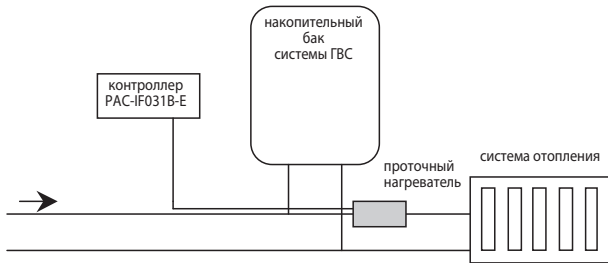 накопительный
бак
системы ГВС
контроллер
PAC-IF031B-E
проточный
нагреватель
система отопления